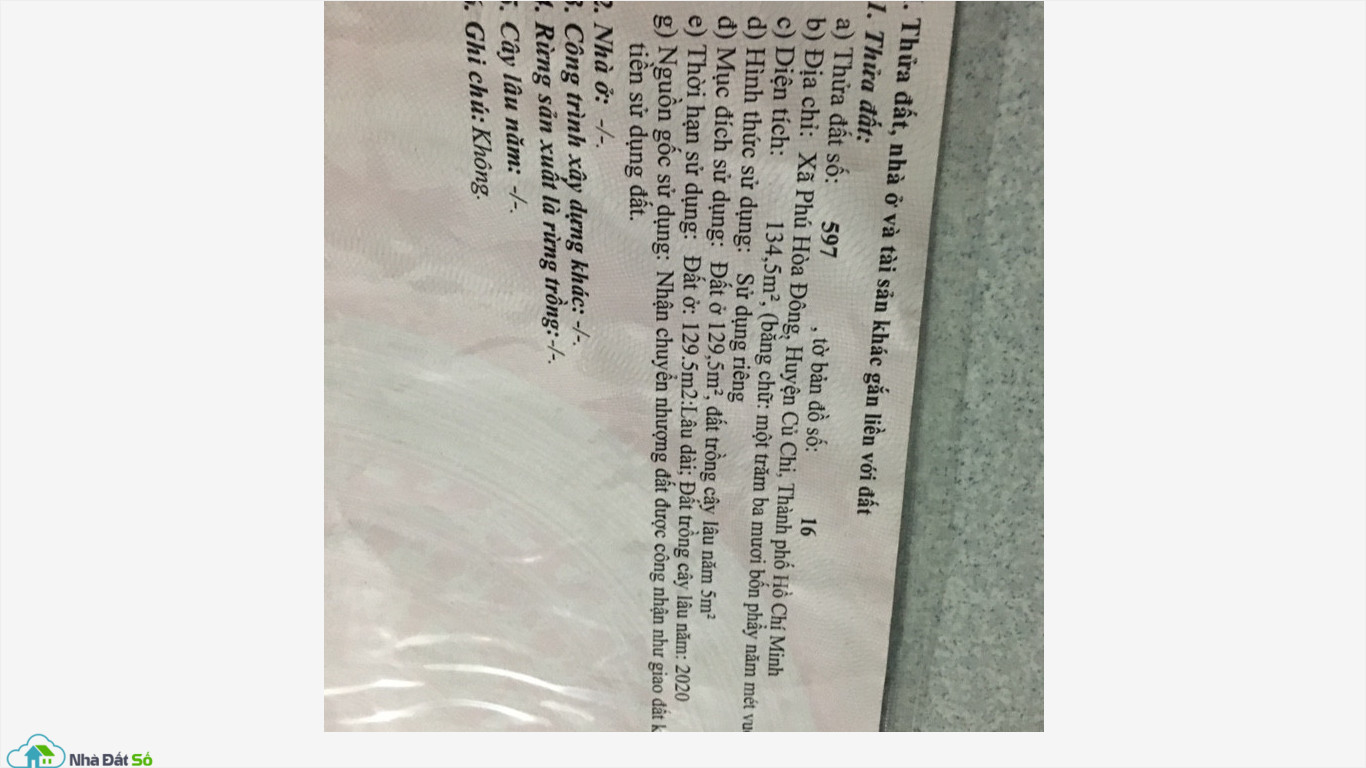 . Thửa đất, nhà ở và tài sản khác gắn liền với đất
1. Thửa đất:
a) Thửa đất số: 597 , tờ bản đồ số: 16
b) Địa chỉ: Xã Phú Hòa Đông, Huyện Củ Chi, Thành phố Hồ Chí Minh
c) Diện tích: 134,5m², (bằng chữ: một trăm ba mươi bốn phẩy năm mét
d) Hình thức sử dụng: Sử dụng riêng
đ) Mục đích sử dụng: Đất ở 129,5m², đất trồng cây lâu năm 5m²
e) Thời hạn sử dụng: Đất ở: 129.5m2:Lâu dài; Đất trồng cây lâu năm: 2020
g) Nguồn gốc sử dụng: Nhận chuyển nhượng đất được công nhận như giao đất
tiền sử dụng đất.
2. Nhà ở: -/-.
3. Công trình xây dựng khác: -/-.
4. Rừng sản xuất là rừng trồng: -/-.
5. Cây lâu năm: -/-.
6. Ghi chú: Không.
Nhà Đất Số